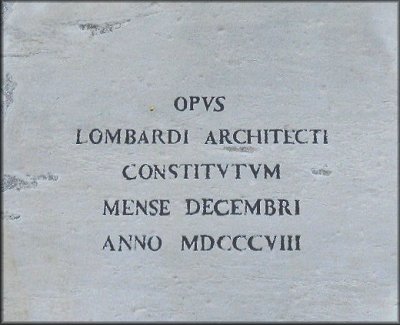 OPVS
LOMBARDI ARCHITECTI
CONSTITVTVM
MENSE DECEMBRI
ANNO MDCCCVIII